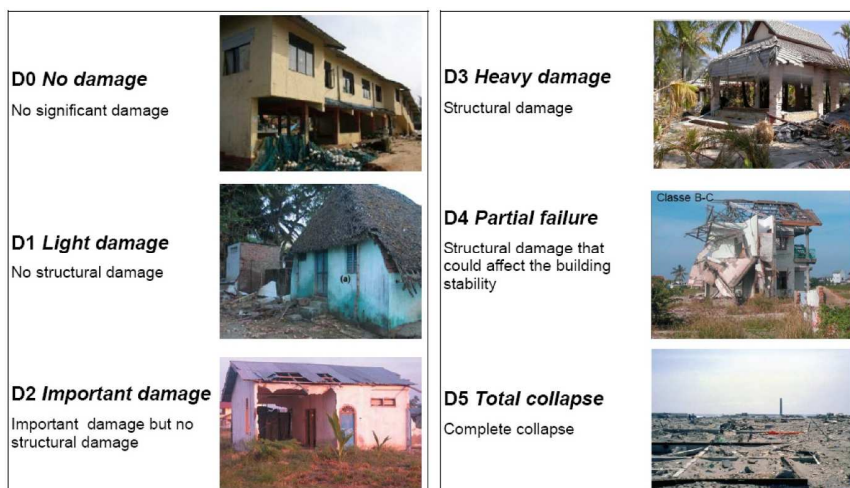 D0 No damage
No significant damage
D1 Light damage
No structural damage
(a)
D2 Important damage
Important damage but no
structural damage
D3 Heavy damage
Structural damage
Classe B-C
D4 Partial failure
Structural damage that
could affect the building
stability
D5 Total collapse
Complete collapse